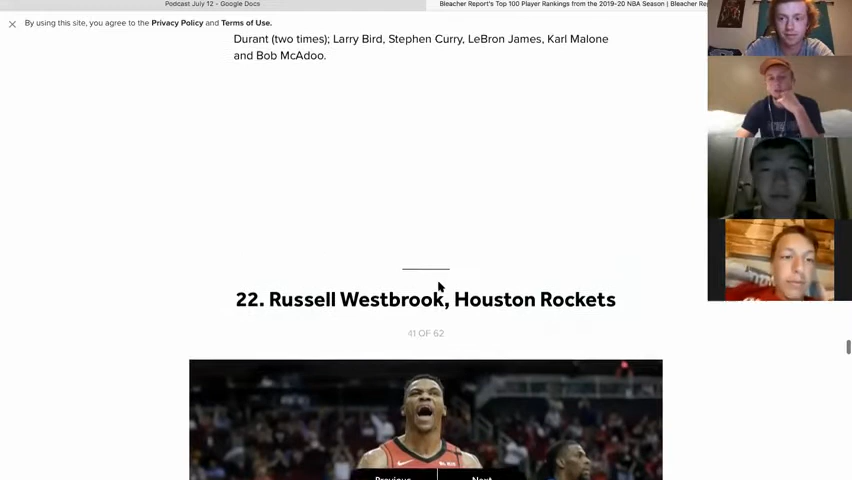 Podcast July 12 - Google Docs
Bleacher Report's Top 100 Player Rankings from the 2019-20 NBA Season | Bleacher Rep
By using this site, you agree to the Privacy Policy and Terms of Use.
Durant (two times); Larry Bird, Stephen Curry, LeBron James, Karl Malone
and Bob McAdoo.
22. Russell Westbrook, Houston Rockets
41 OF 62
Previous
Next